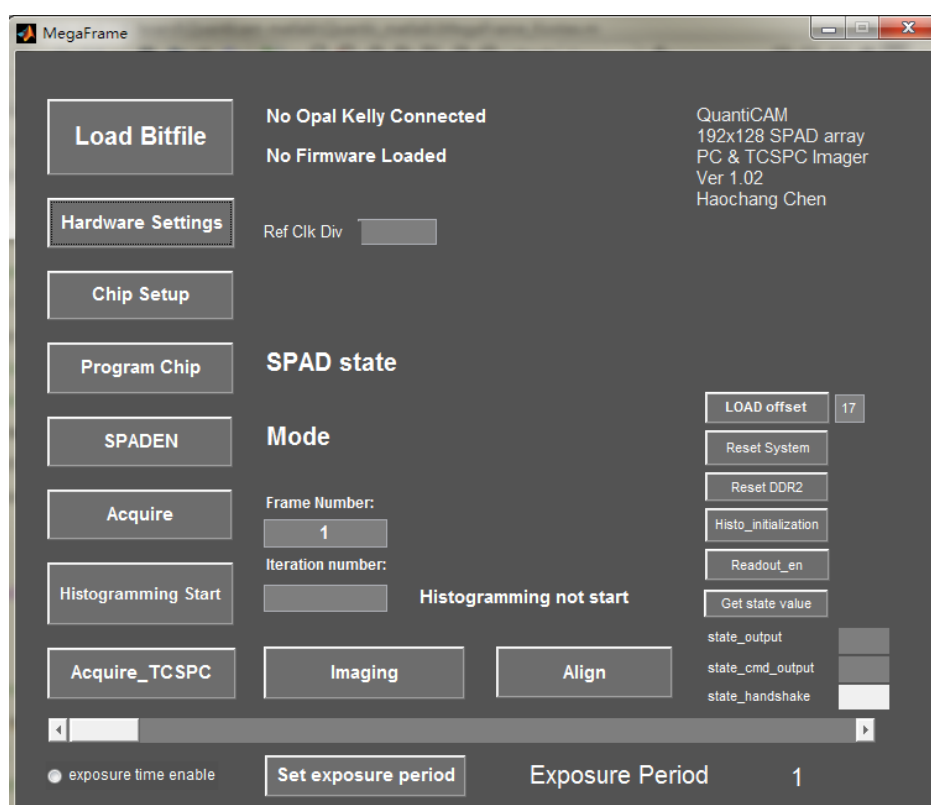 MegaFrame
Load Bitfile
No Opal Kelly Connected
No Firmware Loaded
QuantiCAM
192x128 SPAD array
PC & TCSPC Imager
Ver 1.02
Haochang Chen
Hardware Settings
Ref Clk Div
Chip Setup
Program Chip
SPAD state
LOAD offset 17
SPADEN
Mode
Reset System
Reset DDR2
Acquire
Frame Number:
1
Histo_initialization
Iteration number:
Readout_en
Histogramming Start
Histogramming not start
Get state value
state_output
Acquire_TCSPC
Imaging
Align
state_cmd_output
state_handshake
exposure time enable
Set exposure period
Exposure Period 1